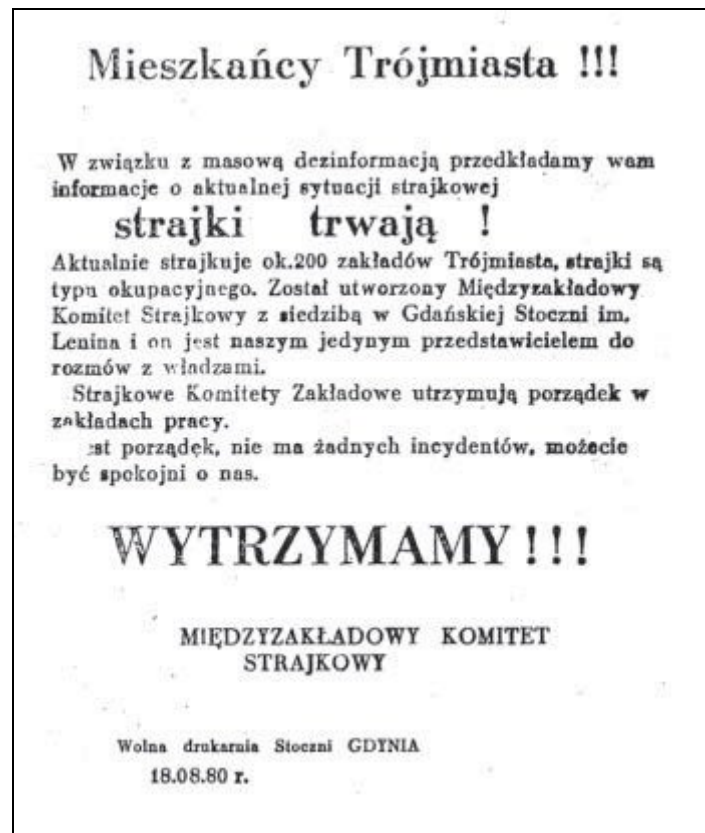 Mieszkańcy Trójmiasta !!!
W związku z masową dezinformacją przedkładamy wam
informacje o aktualnej sytuacji strajkowej
strajki trwają !
Aktualnie strajkuje ok.200 zakładów Trójmiasta, strajki są
typu okupacyjnego. Został utworzony Międzyzakładowy
Komitet Strajkowy z siedzibą w Gdańskiej Stoczni im.
Lenina i on jest naszym jedynym przedstawicielem do
rozmów z władzami.
Strajkowe Komitety Zakładowe utrzymują porządek w
zakładach pracy.
st porządek, nie ma żadnych incydentów, możecie
być spokojni o nas.
WYTRZYMAMY !!!
MIĘDZYZAKŁADOWY KOMITET
STRAJKOWY
Wolna drukarnia Stoczni GDYNIA
18.08.80 r.